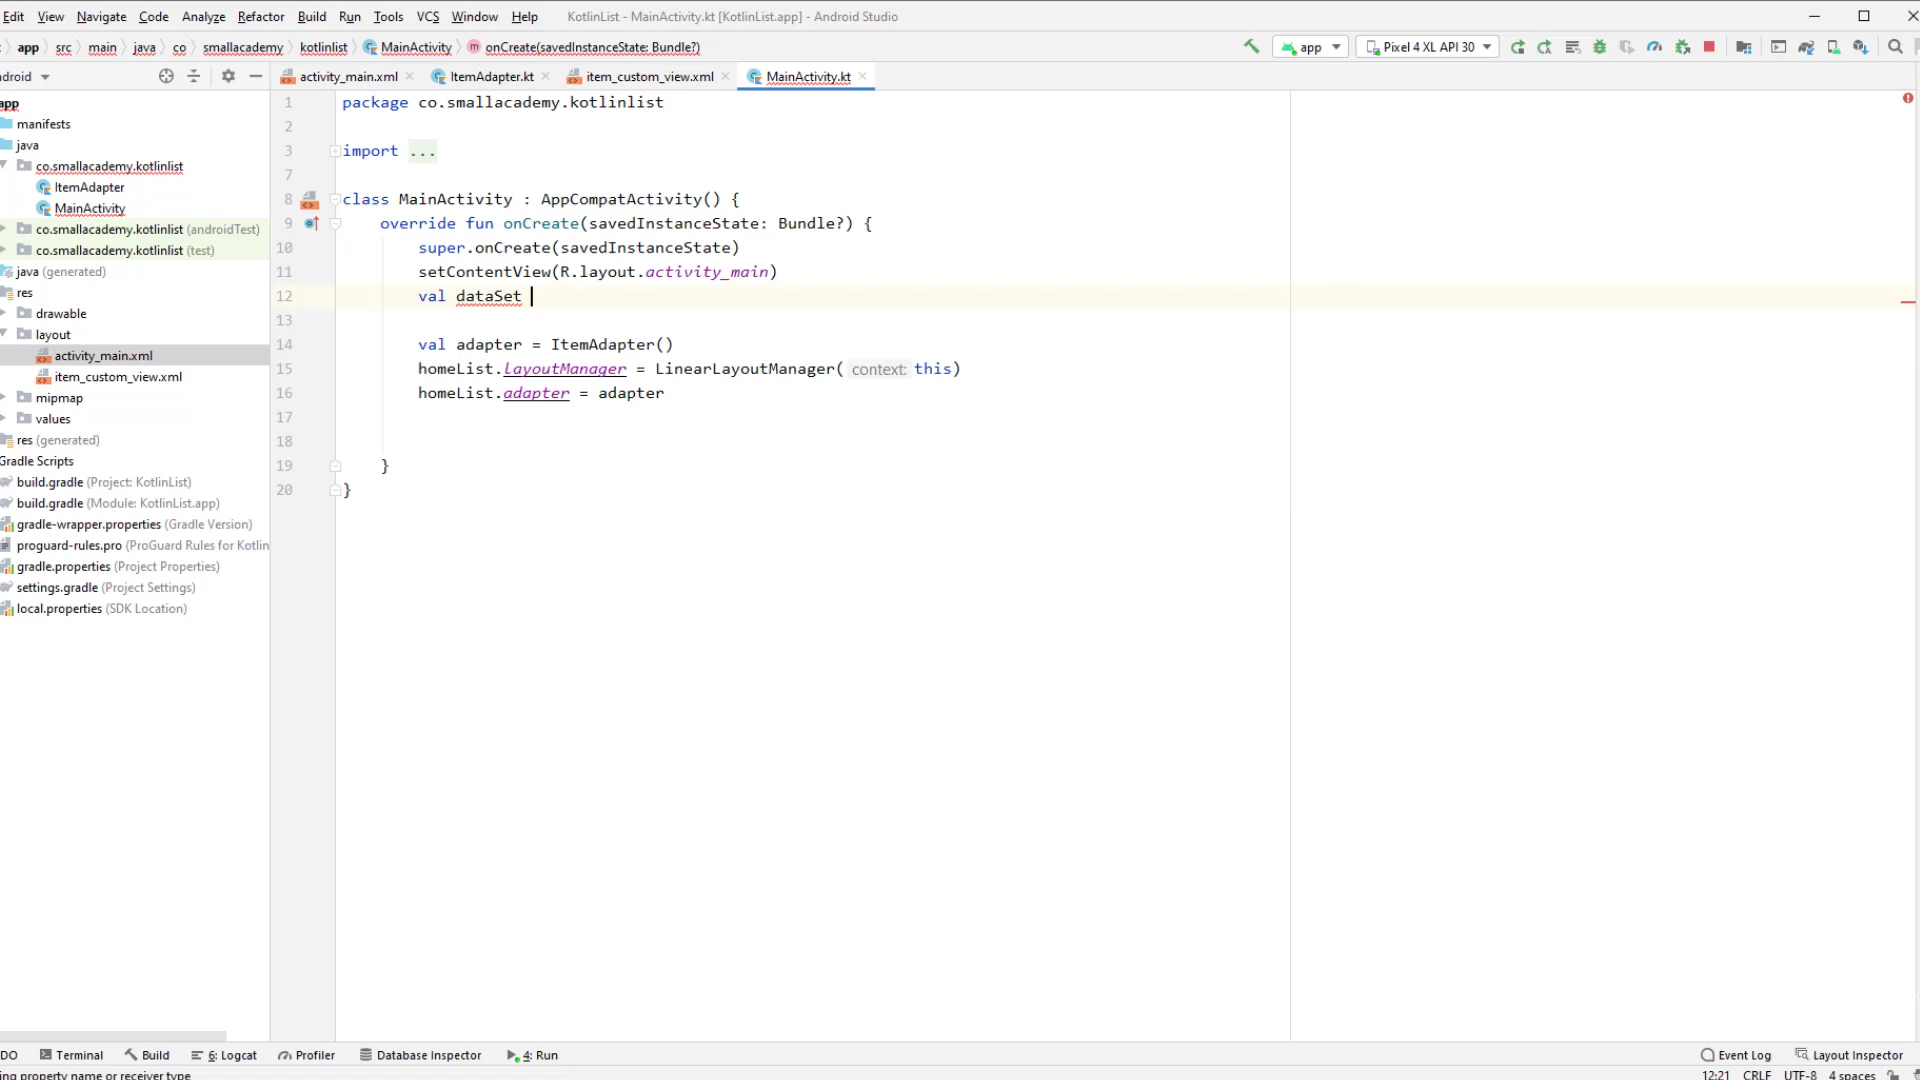 Edit View Navigate Code Analyze Refactor Build Run Tools VCS Window Help KotlinList - MainActivity.kt [KotlinList.app] - Android Studio
app src main java co smallacademy kotlinlist MainActivity onCreate(savedInstanceState: Bundle?) app Pixel 4 XL API 30
ndroid activity_main.xml ItemAdapter.kt item_custom_view.xml MainActivity.kt
app
manifests
java
co.smallacademy.kotlinlist
ItemAdapter
MainActivity
co.smallacademy.kotlinlist (androidTest)
co.smallacademy.kotlinlist (test)
java (generated)
res
drawable
layout
activity_main.xml
item_custom_view.xml
mipmap
values
res (generated)
Gradle Scripts
build.gradle (Project: KotlinList)
build.gradle (Module: KotlinList.app)
gradle-wrapper.properties (Gradle Version)
proguard-rules.pro (ProGuard Rules for Kotlin
gradle.properties (Project Properties)
settings.gradle (Project Settings)
local.properties (SDK Location)
1 package co.smallacademy.kotlinlist
2
3 import ...
7
8 class MainActivity : AppCompatActivity() {
9 override fun onCreate(savedInstanceState: Bundle?) {
10 super.onCreate(savedInstanceState)
11 setContentView(R.layout.activity_main)
12 val dataSet
13
14 val adapter = ItemAdapter()
15 homeList.layoutManager = LinearLayoutManager( context: this)
16 homeList.adapter = adapter
17
18
19 }
20 }
DO Terminal Build 6: Logcat Profiler Database Inspector 4: Run Event Log Layout Inspector
ing property name or receiver type 12:21 CRLF UTF-8 4 spaces